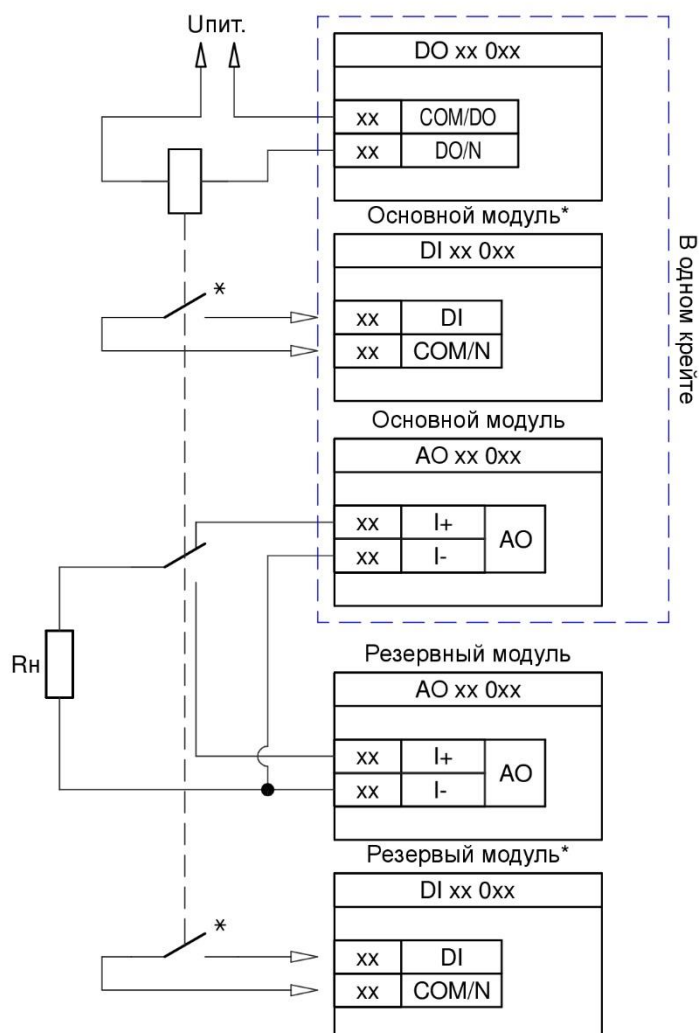 Uпит.
DO xx 0xx
xx COM/DO
xx DO/N
Основной модуль*
DI xx 0xx
*
xx DI
xx COM/N
В одном крейте
Основной модуль
AO xx 0xx
xx I+ AO
xx I-
Rн
Резервный модуль
AO xx 0xx
xx I+ AO
xx I-
Резервый модуль*
DI xx 0xx
*
xx DI
xx COM/N